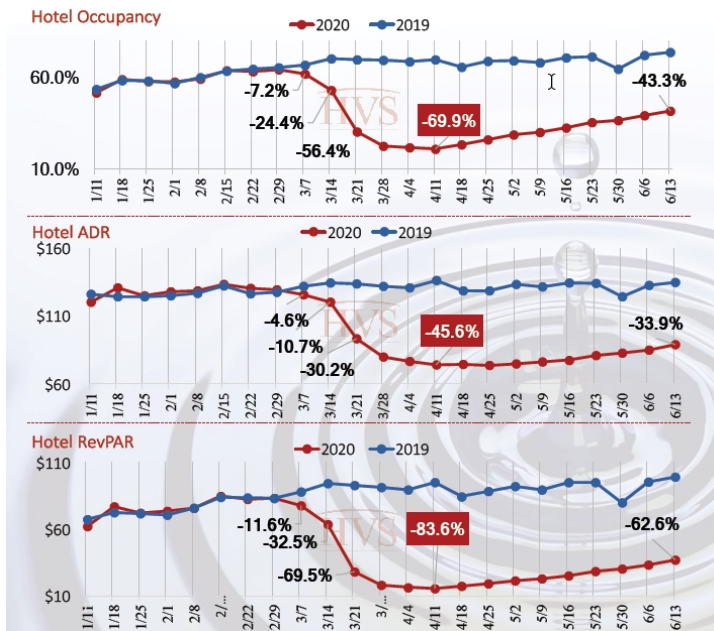 Hotel Occupancy
2020 2019
60.0%
-7.2%
-24.4%
-56.4%
-69.9%
-43.3%
HVS
10.0%
1/11 1/18 1/25 2/1 2/8 2/15 2/22 2/29 3/7 3/14 3/21 3/28 4/4 4/11 4/18 4/25 5/2 5/9 5/16 5/23 5/30 6/6 6/13
Hotel ADR
2020 2019
$160
$110
-4.6%
-10.7%
-30.2%
-45.6%
-33.9%
HVS
$60
1/11 1/18 1/25 2/1 2/8 2/15 2/22 2/29 3/7 3/14 3/21 3/28 4/4 4/11 4/18 4/25 5/2 5/9 5/16 5/23 5/30 6/6 6/13
Hotel RevPAR
2020 2019
$110
$60
-11.6%
-32.5%
-69.5%
-83.6%
-62.6%
HVS
$10
1/11 1/18 1/25 2/1 2/8 2/... 2/22 2/29 3/7 3/14 3/21 3/... 4/4 4/11 4/18 4/25 5/2 5/9 5/16 5/23 5/30 6/6 6/13